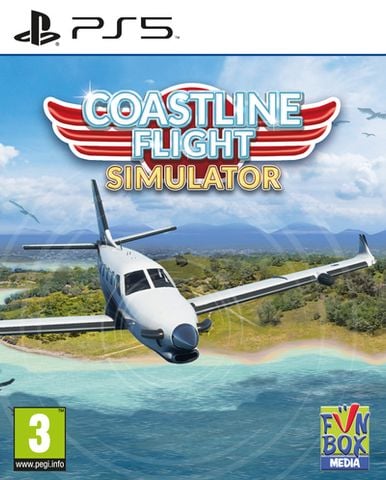 PS5
COASTLINE
FLIGHT
SIMULATOR
3
www.pegi.info
FUN
BOX
MEDIA